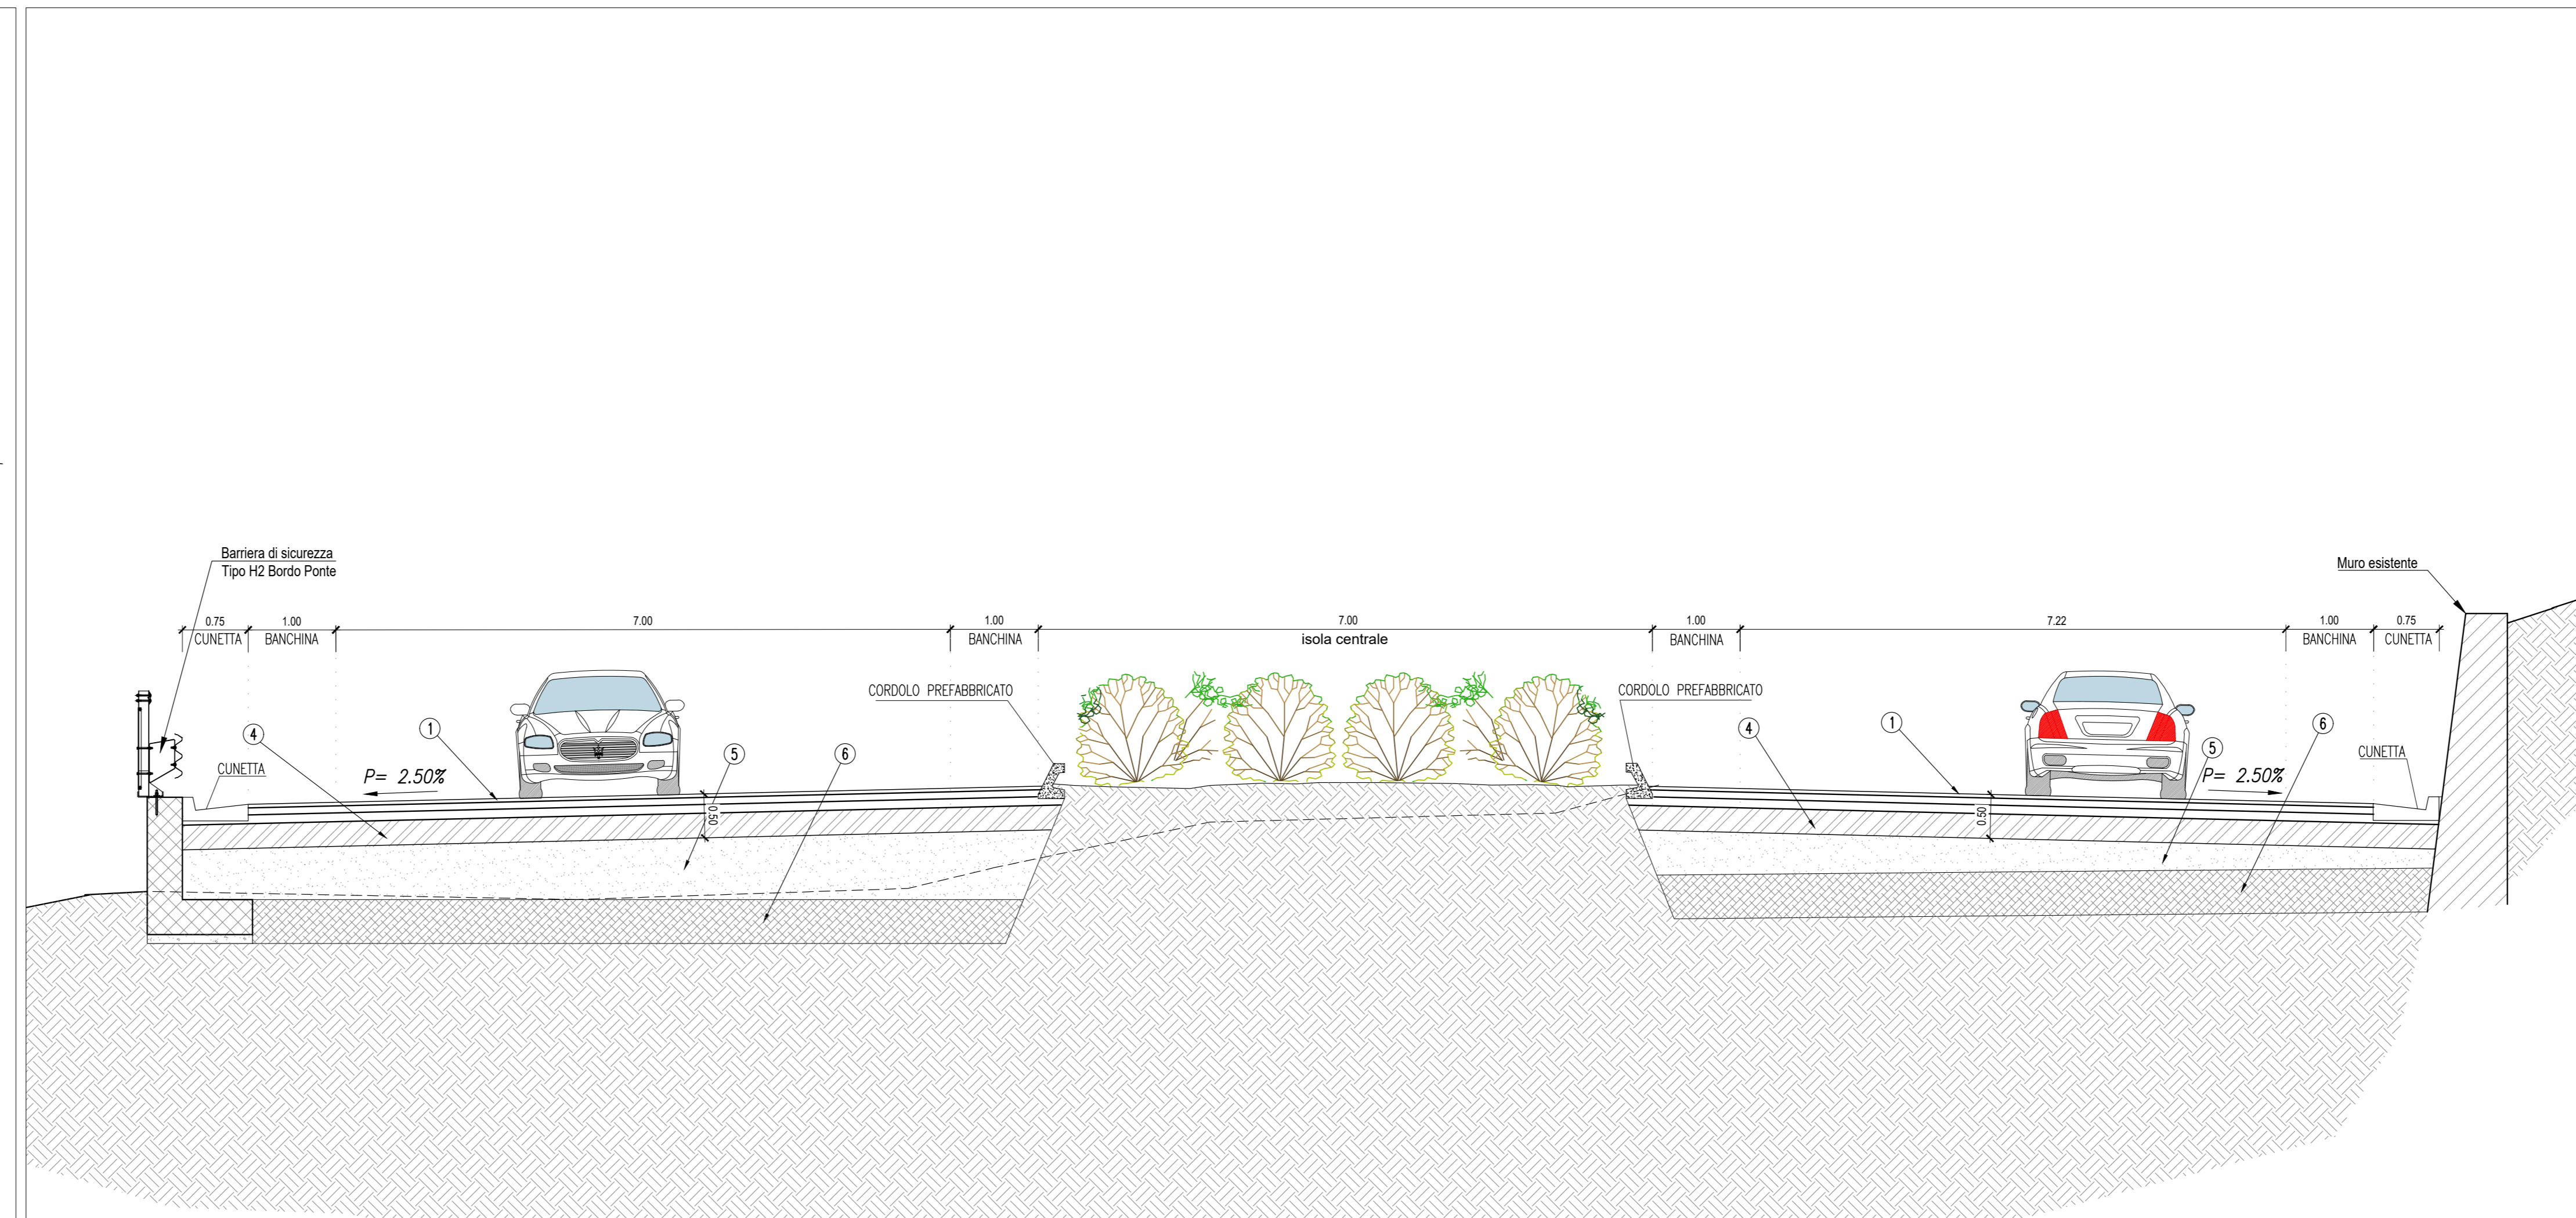 Barriera di sicurezza
Tipo H2 Bordo Ponte
Muro esistente
0.75
1.00
7.00
1.00
7.00
1.00
7.22
1.00
0.75
CUNETTA
BANCHINA
BANCHINA
isola centrale
BANCHINA
BANCHINA
CUNETTA
CORDOLO PREFABBRICATO
CORDOLO PREFABBRICATO
4
1
5
6
4
1
5
6
CUNETTA
P= 2.50%
P= 2.50%
CUNETTA
0.50
0.50